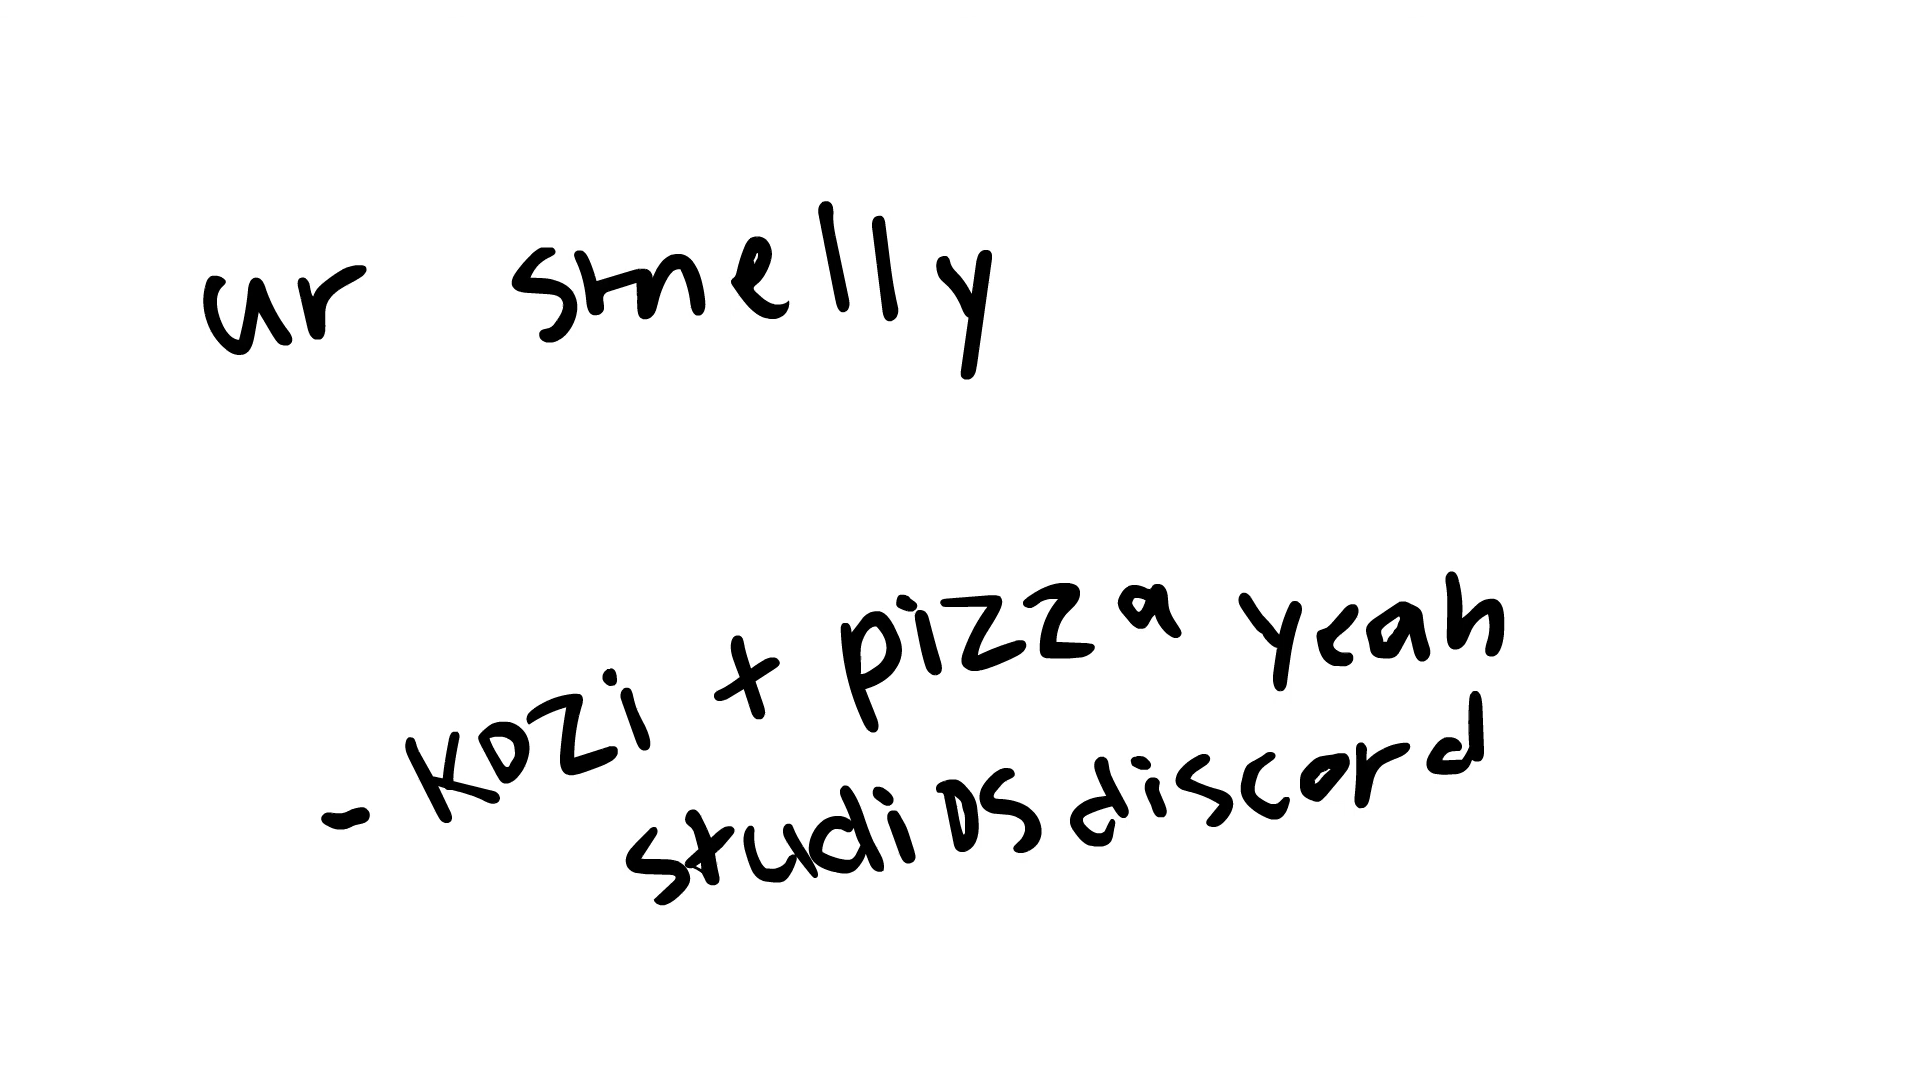 ur smelly
- kozi + pizza yeah
studios discord